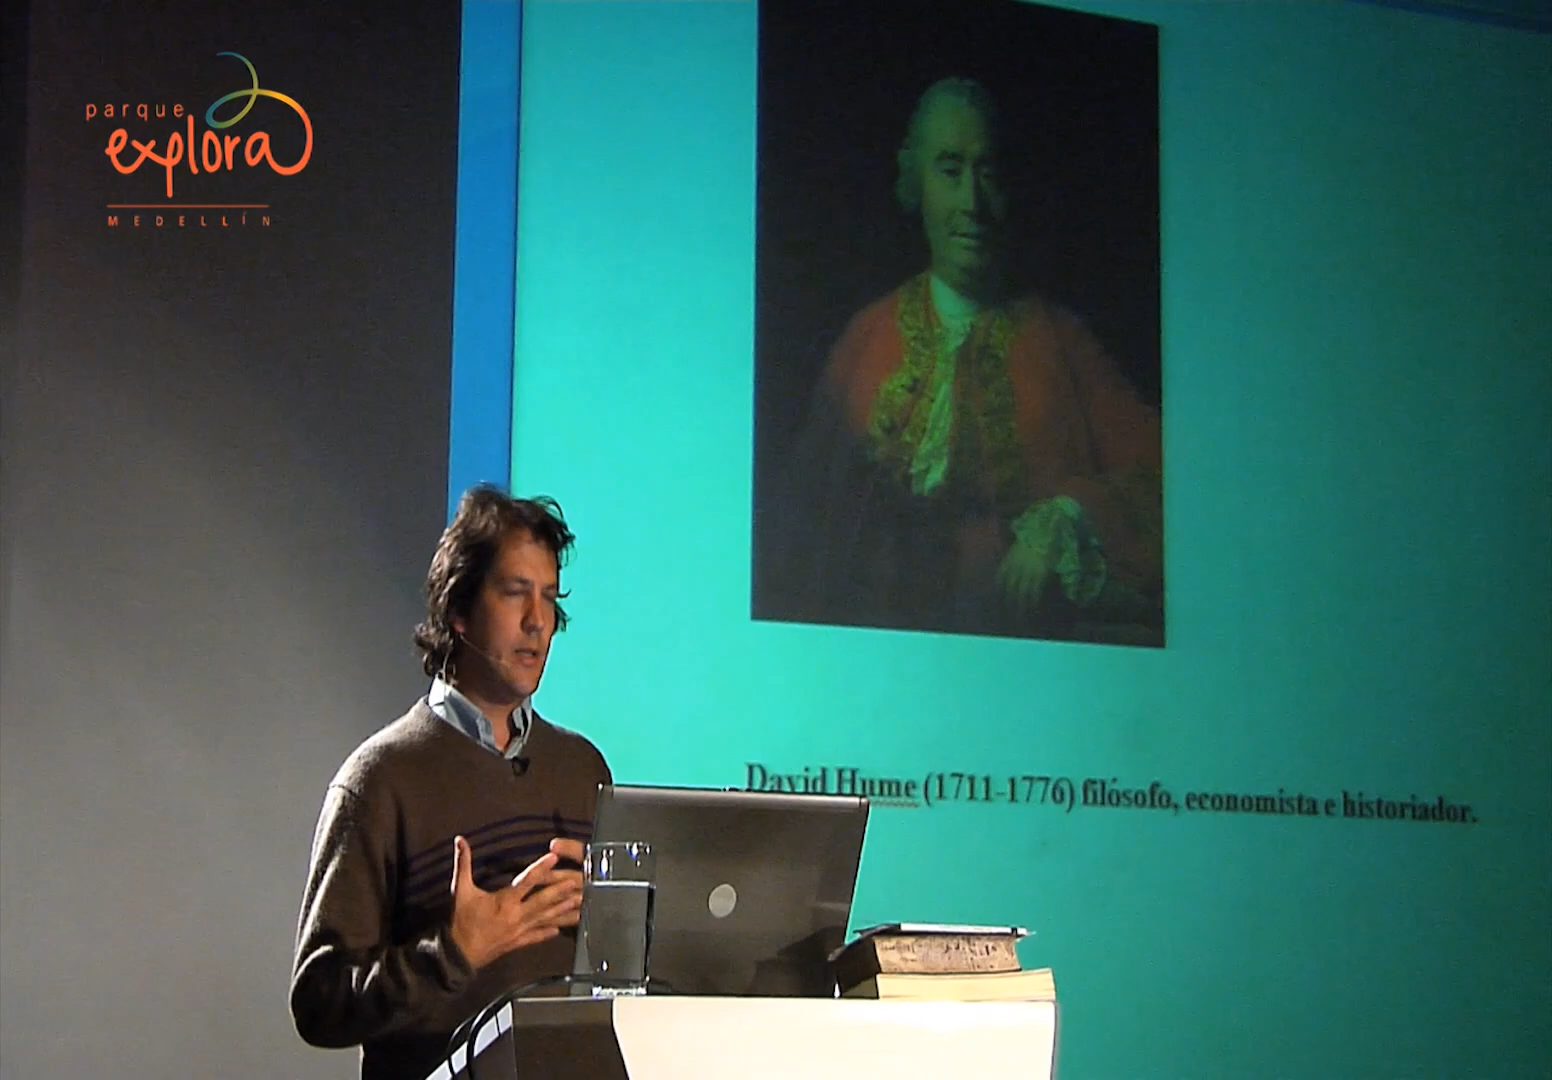 parque
explora
MEDELLÍN
David Hume (1711-1776) filósofo, economista e historiador.